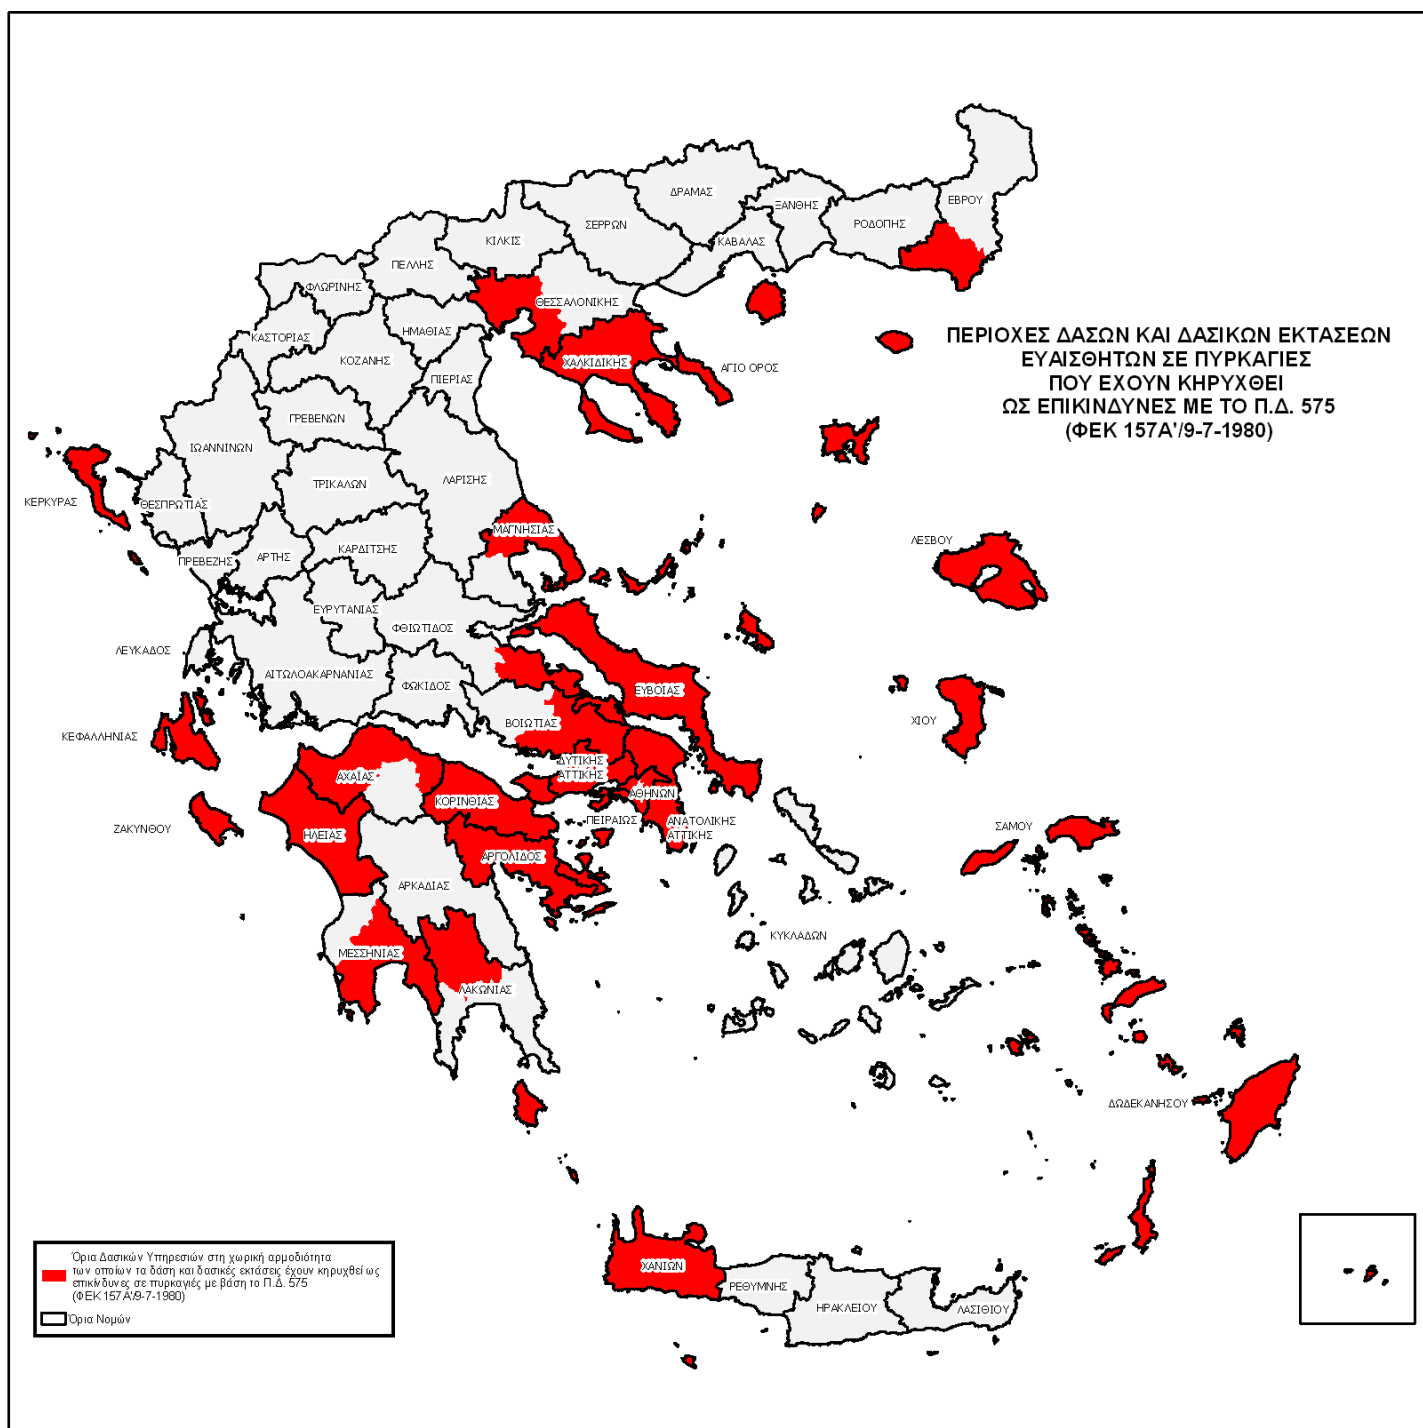 ΔΡΑΜΑΣ
ΞΑΝΘΗΣ
ΕΒΡΟΥ
ΣΕΡΡΩΝ
ΡΟΔΟΠΗΣ
ΚΙΛΚΙΣ
ΚΑΒΑΛΑΣ
ΠΕΛΛΗΣ
ΦΛΩΡΙΝΗΣ
ΘΕΣΣΑΛΟΝΙΚΗΣ
ΚΑΣΤΟΡΙΑΣ
ΗΜΑΘΙΑΣ
ΚΟΖΑΝΗΣ
ΧΑΛΚΙΔΙΚΗΣ
ΑΓΙΟ ΟΡΟΣ
ΠΙΕΡΙΑΣ
ΠΕΡΙΟΧΕΣ ΔΑΣΩΝ ΚΑΙ ΔΑΣΙΚΩΝ ΕΚΤΑΣΕΩΝ
ΕΥΑΙΣΘΗΤΩΝ ΣΕ ΠΥΡΚΑΓΙΕΣ
ΠΟΥ ΕΧΟΥΝ ΚΗΡΥΧΘΕΙ
ΩΣ ΕΠΙΚΙΝΔΥΝΕΣ ΜΕ ΤΟ Π.Δ. 575
(ΦΕΚ 157Α'/9-7-1980)
ΓΡΕΒΕΝΩΝ
ΙΩΑΝΝΙΝΩΝ
ΛΑΡΙΣΗΣ
ΤΡΙΚΑΛΩΝ
ΚΕΡΚΥΡΑΣ
ΘΕΣΠΡΩΤΙΑΣ
ΜΑΓΝΗΣΙΑΣ
ΛΕΣΒΟΥ
ΚΑΡΔΙΤΣΗΣ
ΑΡΤΗΣ
ΠΡΕΒΕΖΗΣ
ΕΥΡΥΤΑΝΙΑΣ
ΦΘΙΩΤΙΔΟΣ
ΛΕΥΚΑΔΟΣ
ΑΙΤΩΛΟΑΚΑΡΝΑΝΙΑΣ
ΦΩΚΙΔΟΣ
ΕΥΒΟΙΑΣ
ΒΟΙΩΤΙΑΣ
ΧΙΟΥ
ΚΕΦΑΛΛΗΝΙΑΣ
ΔΥΤΙΚΗΣ
ΑΤΤΙΚΗΣ
ΑΧΑΪΑΣ
ΑΘΗΝΩΝ
ΚΟΡΙΝΘΙΑΣ
ΠΕΙΡΑΙΩΣ
ΑΝΑΤΟΛΙΚΗΣ
ΑΤΤΙΚΗΣ
ΖΑΚΥΝΘΟΥ
ΗΛΕΙΑΣ
ΣΑΜΟΥ
ΑΡΓΟΛΙΔΟΣ
ΑΡΚΑΔΙΑΣ
ΚΥΚΛΑΔΩΝ
ΜΕΣΣΗΝΙΑΣ
ΛΑΚΩΝΙΑΣ
ΔΩΔΕΚΑΝΗΣΟΥ
ΧΑΝΙΩΝ
ΡΕΘΥΜΝΗΣ
ΗΡΑΚΛΕΙΟΥ
ΛΑΣΙΘΙΟΥ
Όρια Δασικών Υπηρεσιών στη χωρική αρμοδιότητα
των οποίων τα δάση και δασικές εκτάσεις έχουν κηρυχθεί ως
επικίνδυνες σε πυρκαγιές με βάση το Π.Δ. 575
(ΦΕΚ 157Α'/9-7-1980)
Όρια Νομών